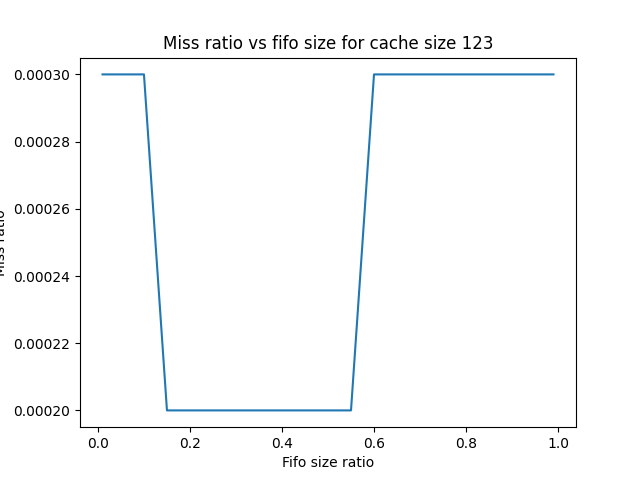 Miss ratio vs fifo size for cache size 123
0.00030
0.00028
0.00026
0.00024
0.00022
0.00020
Miss ratio
0.0 0.2 0.4 0.6 0.8 1.0
Fifo size ratio